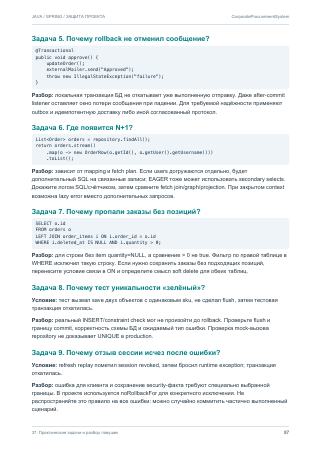 JAVA / SPRING / ЗАЩИТА ПРОЕКТА
CorporateProcurementSystem
Задача 5. Почему rollback не отменил сообщение?
@Transactional
public void approve() {
updateOrder();
externalMailer.send("Approved");
throw new IllegalStateException("failure");
}
Разбор: локальная транзакция БД не откатывает уже выполненную отправку. Даже after-commit
listener оставляет окно потери сообщения при падении. Для требуемой надёжности применяют
outbox и идемпотентную доставку либо иной согласованный протокол.
Задача 6. Где появится N+1?
List<Order> orders = repository.findAll();
return orders.stream()
.map(o -> new OrderRow(o.getId(), o.getUser().getUsername()))
.toList();
Разбор: зависит от mapping и fetch plan. Если users догружаются отдельно, будет
дополнительный SQL на связанные записи; EAGER тоже может использовать secondary selects.
Докажите логом SQL/счётчиком, затем сравните fetch join/graph/projection. При закрытом context
возможна lazy error вместо дополнительных запросов.
Задача 7. Почему пропали заказы без позиций?
SELECT o.id
FROM orders o
LEFT JOIN order_items i ON i.order_id = o.id
WHERE i.deleted_at IS NULL AND i.quantity > 0;
Разбор: для строки без item quantity=NULL, а сравнение > 0 не true. Фильтр по правой таблице в
WHERE исключил такую строку. Если нужно сохранить заказы без подходящих позиций,
перенесите условия связи в ON и определите смысл soft delete для обеих таблиц.
Задача 8. Почему тест уникальности «зелёный»?
Условие: тест вызвал save двух объектов с одинаковым sku, не сделал flush, затем тестовая
транзакция откатилась.
Разбор: реальный INSERT/constraint check мог не произойти до rollback. Проверьте flush и
границу commit, корректность схемы БД и ожидаемый тип ошибки. Проверка mock-вызова
repository не доказывает UNIQUE в production.
Задача 9. Почему отзыв сессии исчез после ошибки?
Условие: refresh replay пометил session revoked, затем бросил runtime exception; транзакция
откатилась.
Разбор: ошибка для клиента и сохранение security-факта требуют специально выбранной
границы. В проекте используется noRollbackFor для конкретного исключения. Не
распространяйте это правило на все ошибки: можно случайно коммитить частично выполненный
сценарий.
37. Практические задачи и разбор ловушек
97